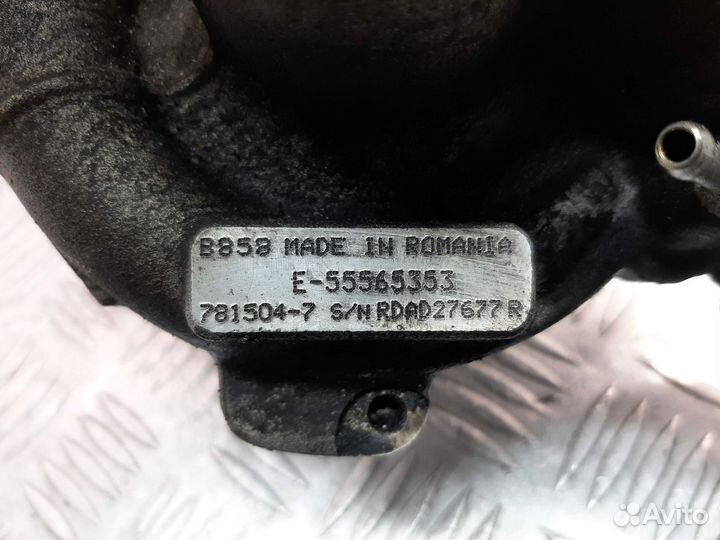 B858 MADE IN ROMANIA
E-55565353
781504-7 S/N RDAD27677 R
Avito